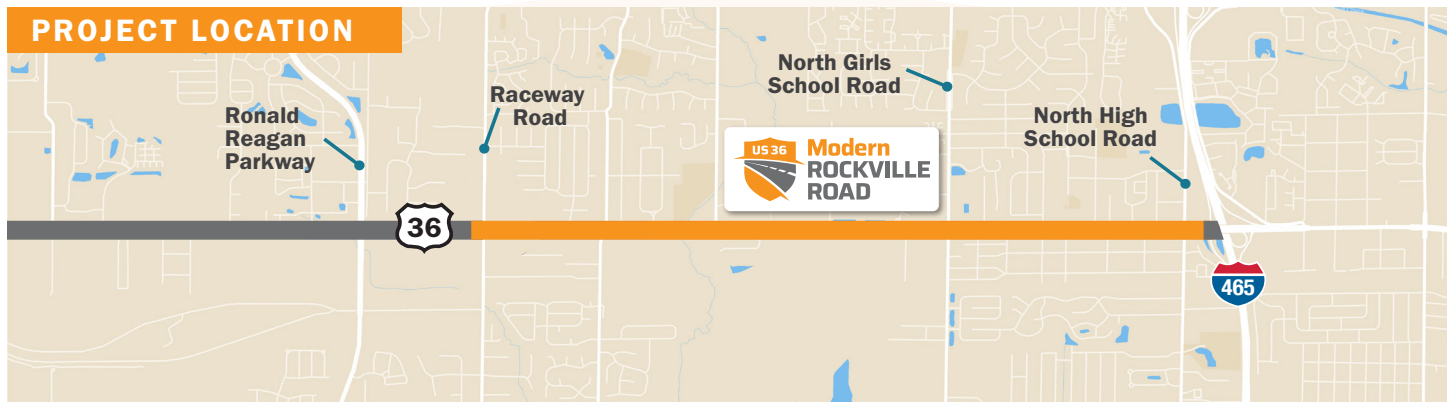 PROJECT LOCATION
Ronald
Reagan
Parkway
Raceway
Road
North Girls
School Road
North High
School Road
US 36
Modern
ROCKVILLE
ROAD
36
465